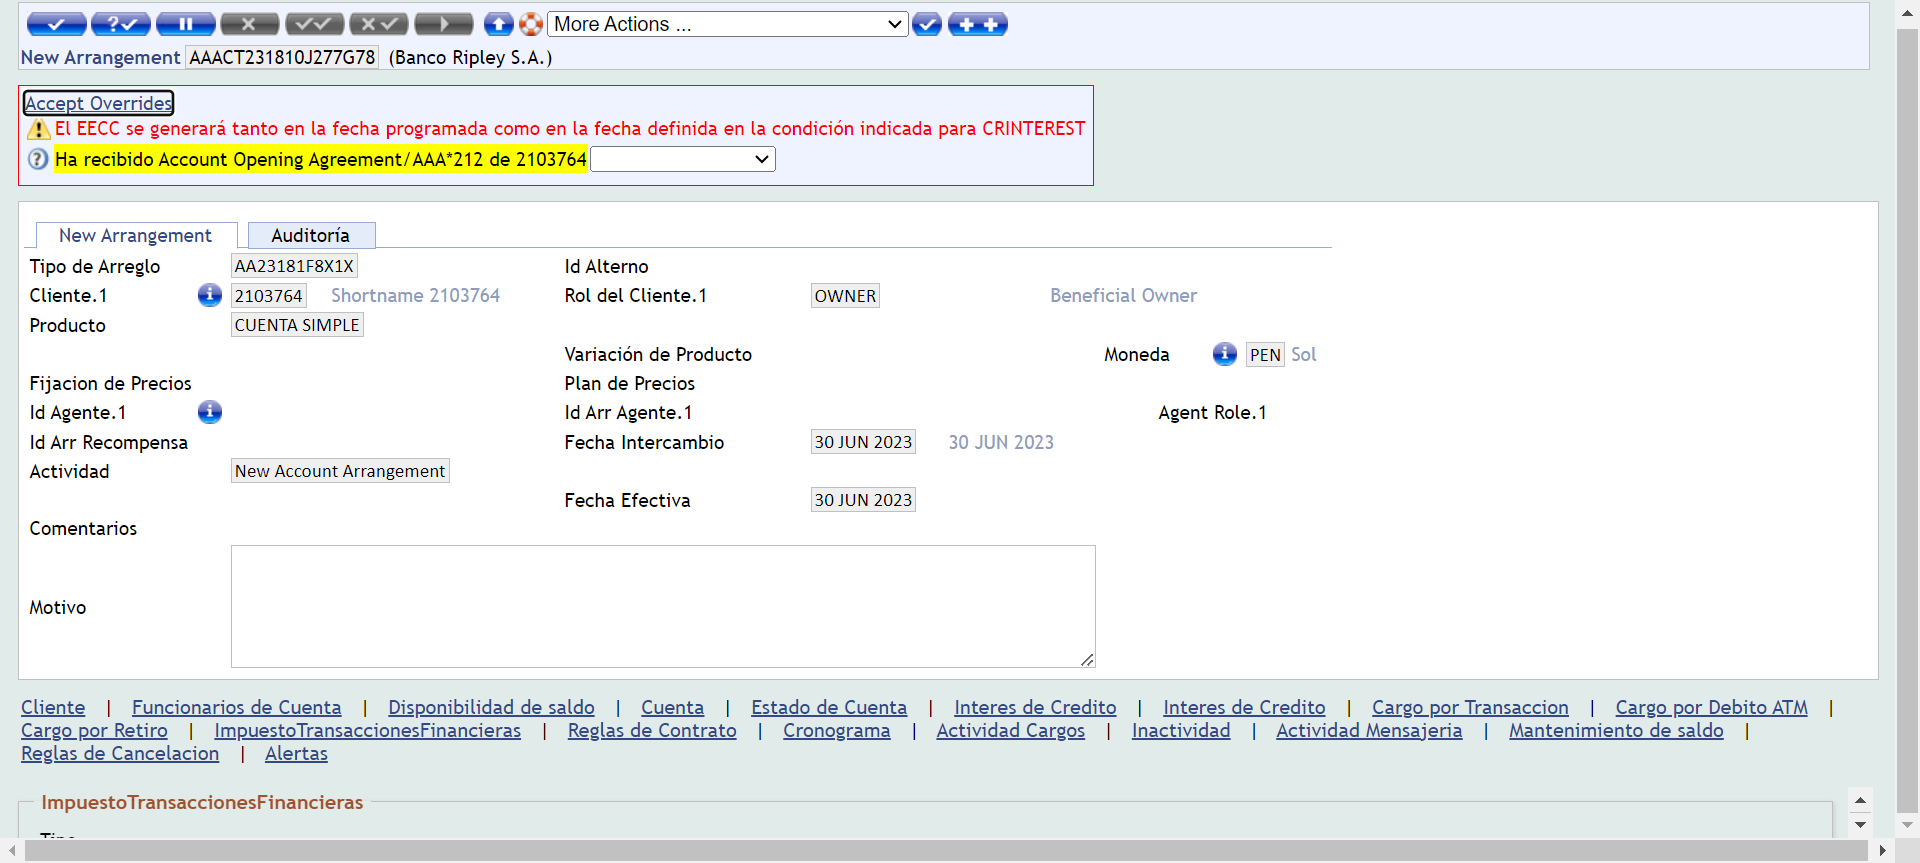 More Actions ...
New Arrangement AAACT231810J277G78 (Banco Ripley S.A.)
Accept Overrides
El EECC se generará tanto en la fecha programada como en la fecha definida en la condición indicada para CRINTEREST
Ha recibido Account Opening Agreement/AAA*212 de 2103764
New Arrangement Auditoría
Tipo de Arreglo AA23181F8X1X Id Alterno
Cliente.1 2103764 Shortname 2103764 Rol del Cliente.1 OWNER Beneficial Owner
Producto CUENTA SIMPLE
Variación de Producto Moneda PEN Sol
Fijacion de Precios Plan de Precios
Id Agente.1 Id Arr Agente.1 Agent Role.1
Id Arr Recompensa Fecha Intercambio 30 JUN 2023 30 JUN 2023
Actividad New Account Arrangement
Fecha Efectiva 30 JUN 2023
Comentarios
Motivo
Cliente | Funcionarios de Cuenta | Disponibilidad de saldo | Cuenta | Estado de Cuenta | Interes de Credito | Interes de Credito | Cargo por Transaccion | Cargo por Debito ATM |
Cargo por Retiro | ImpuestoTransaccionesFinancieras | Reglas de Contrato | Cronograma | Actividad Cargos | Inactividad | Actividad Mensajeria | Mantenimiento de saldo |
Reglas de Cancelacion | Alertas
ImpuestoTransaccionesFinancieras